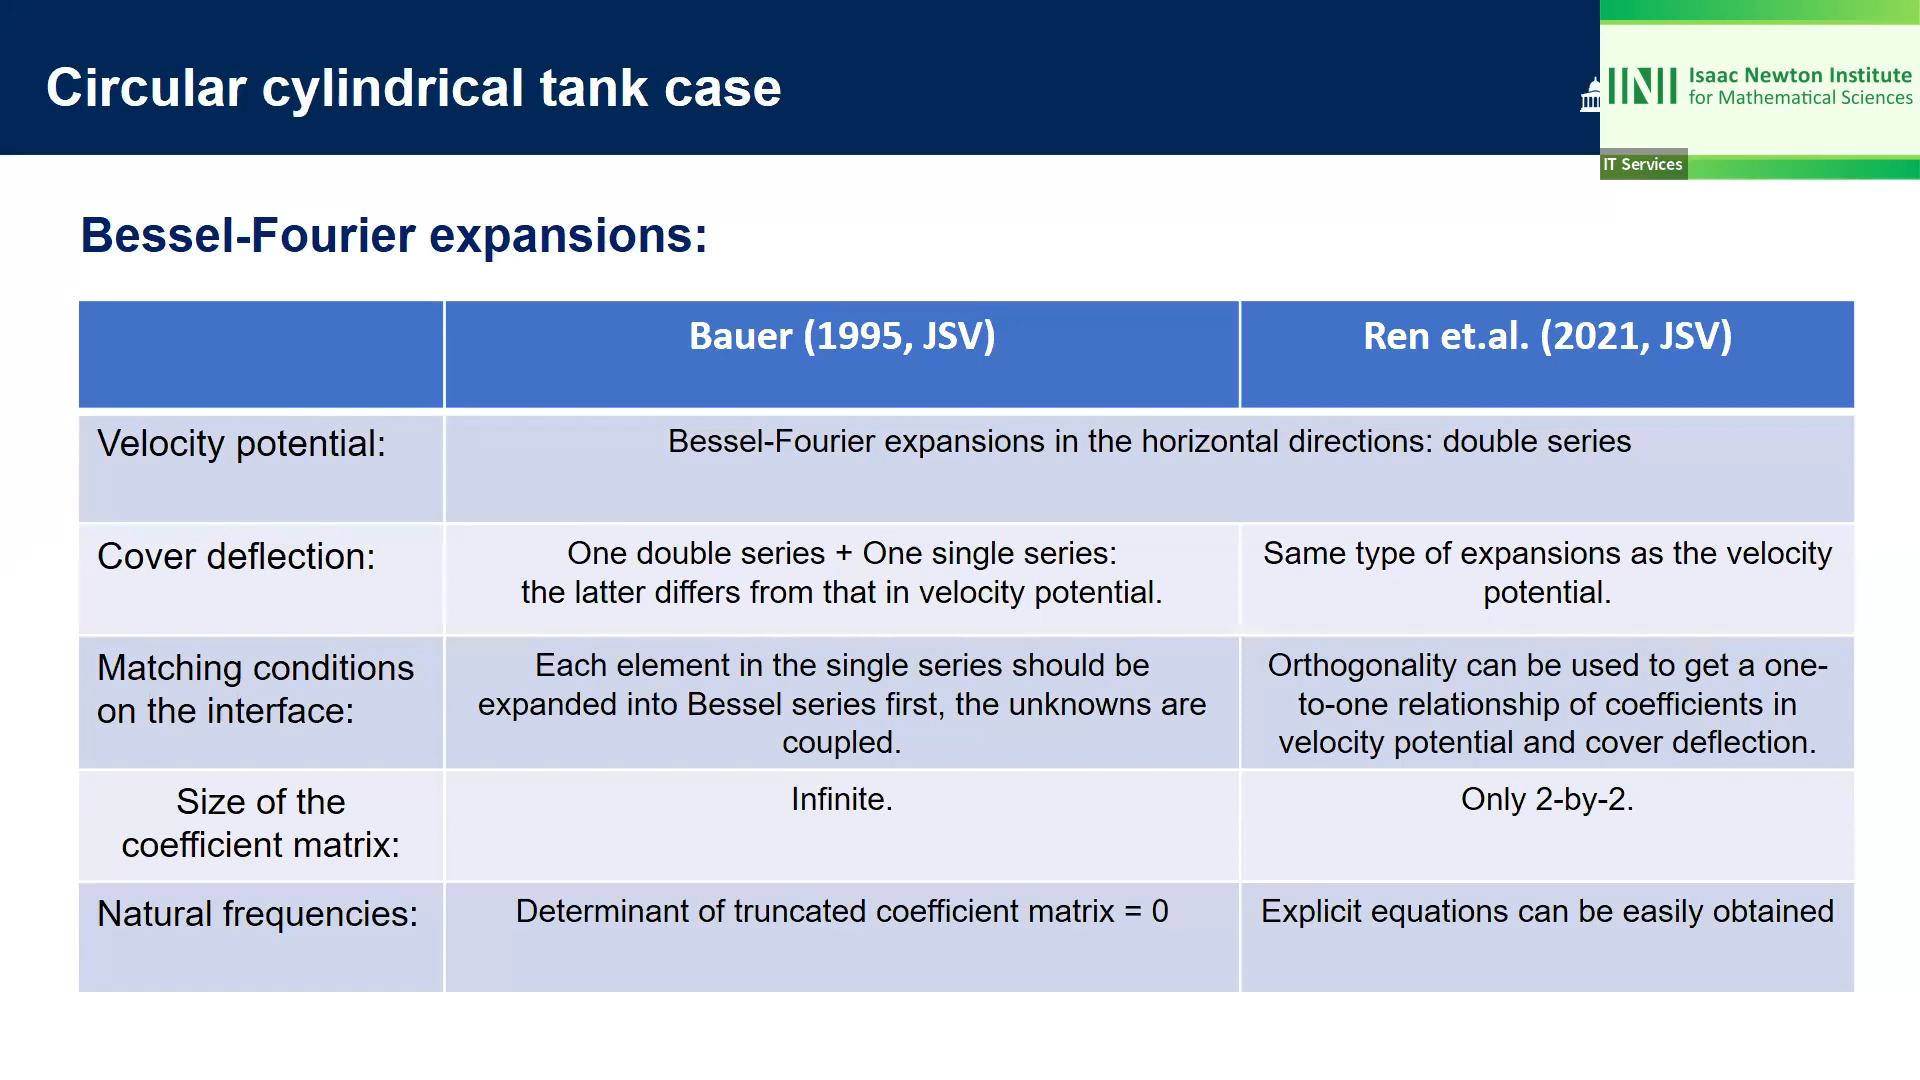 Circular cylindrical tank case
Isaac Newton Institute
for Mathematical Sciences
IT Services
Bessel-Fourier expansions:
Bauer (1995, JSV)
Ren et.al. (2021, JSV)
Velocity potential:
Bessel-Fourier expansions in the horizontal directions: double series
Cover deflection:
One double series + One single series:
the latter differs from that in velocity potential.
Same type of expansions as the velocity
potential.
Matching conditions
on the interface:
Each element in the single series should be
expanded into Bessel series first, the unknowns are
coupled.
Orthogonality can be used to get a one-
to-one relationship of coefficients in
velocity potential and cover deflection.
Size of the
coefficient matrix:
Infinite.
Only 2-by-2.
Natural frequencies:
Determinant of truncated coefficient matrix = 0
Explicit equations can be easily obtained